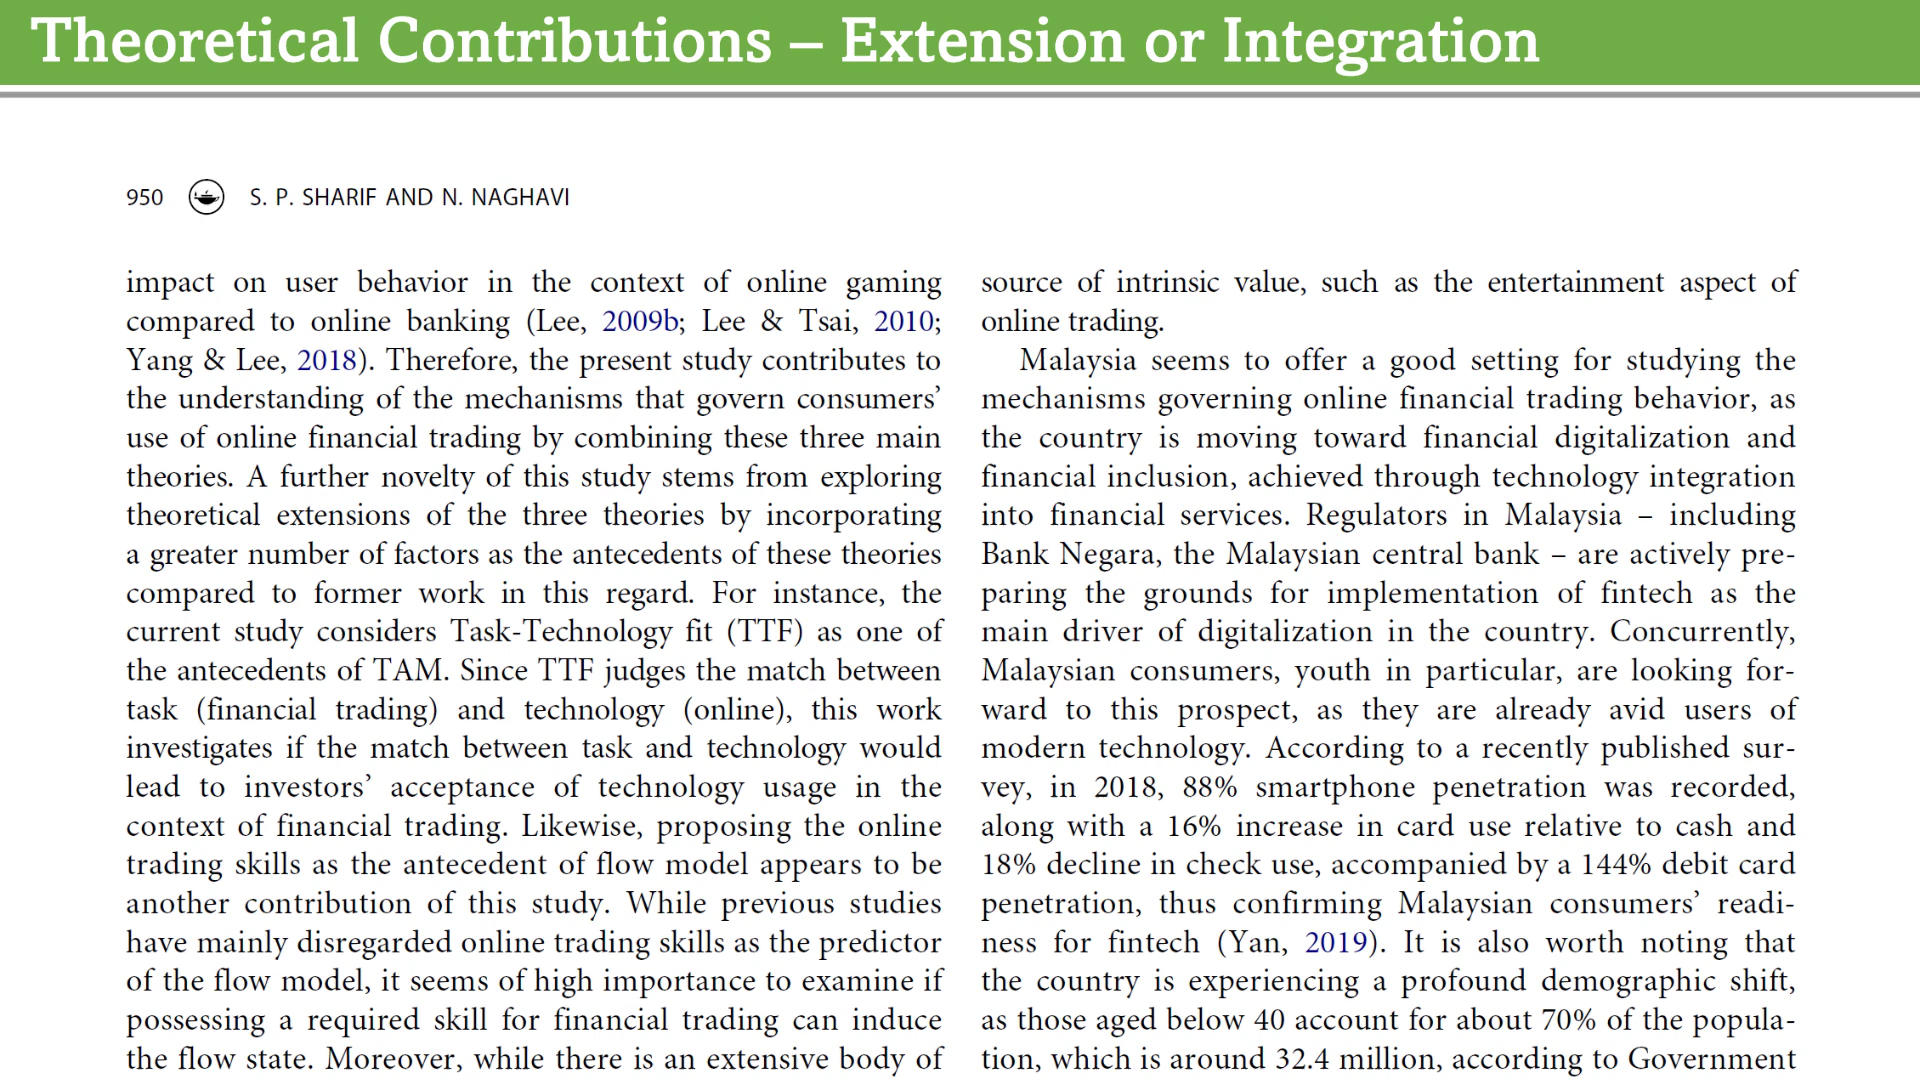 Theoretical Contributions – Extension or Integration
950 S. P. SHARIF AND N. NAGHAVI
impact on user behavior in the context of online gaming
compared to online banking (Lee, 2009b; Lee & Tsai, 2010;
Yang & Lee, 2018). Therefore, the present study contributes to
the understanding of the mechanisms that govern consumers’
use of online financial trading by combining these three main
theories. A further novelty of this study stems from exploring
theoretical extensions of the three theories by incorporating
a greater number of factors as the antecedents of these theories
compared to former work in this regard. For instance, the
current study considers Task-Technology fit (TTF) as one of
the antecedents of TAM. Since TTF judges the match between
task (financial trading) and technology (online), this work
investigates if the match between task and technology would
lead to investors’ acceptance of technology usage in the
context of financial trading. Likewise, proposing the online
trading skills as the antecedent of flow model appears to be
another contribution of this study. While previous studies
have mainly disregarded online trading skills as the predictor
of the flow model, it seems of high importance to examine if
possessing a required skill for financial trading can induce
the flow state. Moreover, while there is an extensive body of
source of intrinsic value, such as the entertainment aspect of
online trading.
Malaysia seems to offer a good setting for studying the
mechanisms governing online financial trading behavior, as
the country is moving toward financial digitalization and
financial inclusion, achieved through technology integration
into financial services. Regulators in Malaysia – including
Bank Negara, the Malaysian central bank – are actively pre-
paring the grounds for implementation of fintech as the
main driver of digitalization in the country. Concurrently,
Malaysian consumers, youth in particular, are looking for-
ward to this prospect, as they are already avid users of
modern technology. According to a recently published sur-
vey, in 2018, 88% smartphone penetration was recorded,
along with a 16% increase in card use relative to cash and
18% decline in check use, accompanied by a 144% debit card
penetration, thus confirming Malaysian consumers’ readi-
ness for fintech (Yan, 2019). It is also worth noting that
the country is experiencing a profound demographic shift,
as those aged below 40 account for about 70% of the popula-
tion, which is around 32.4 million, according to Government